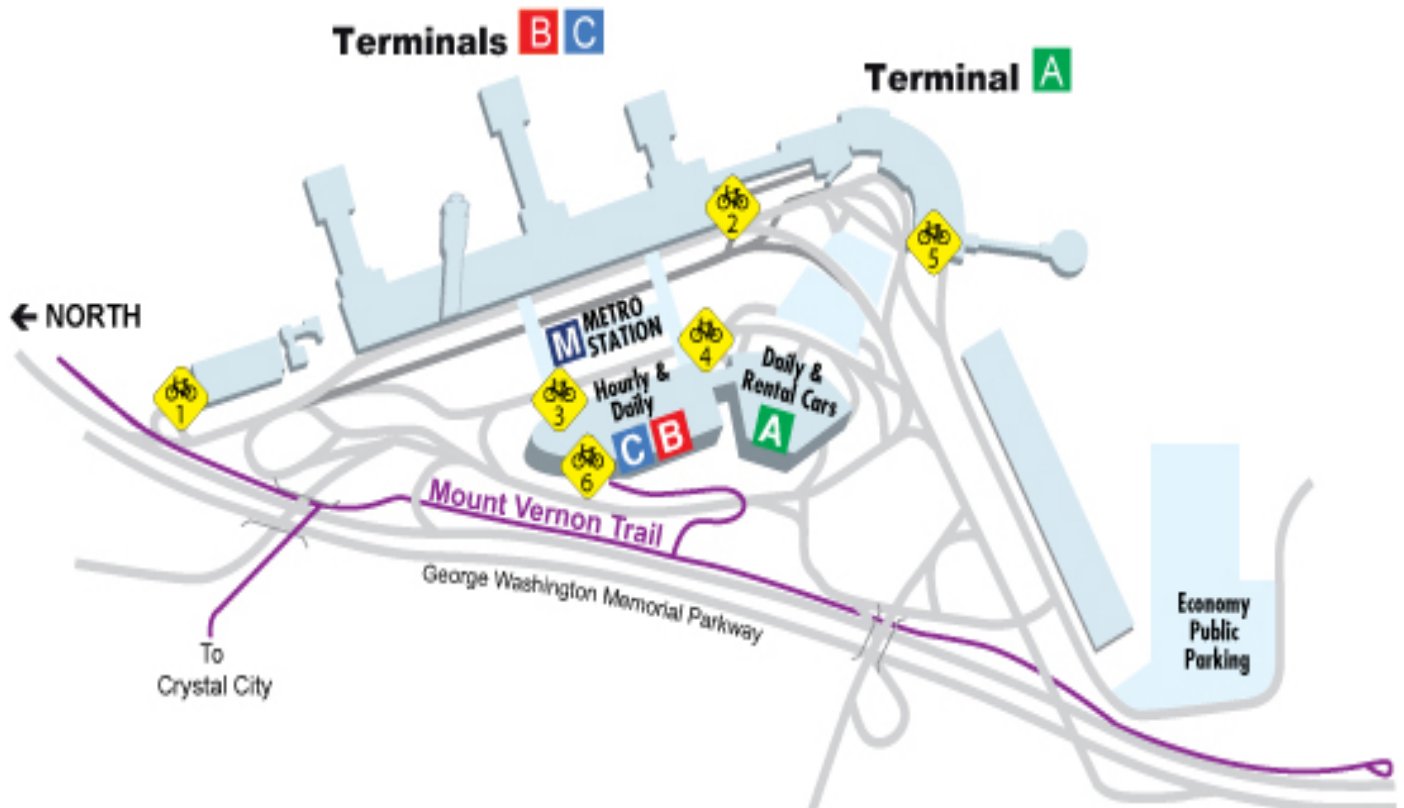 Terminals B C
Terminal A
← NORTH
2
5
M METRO
STATION
4
1
3
Hourly &
Daily
C B
Daily &
Rental Cars
A
6
Mount Vernon Trail
George Washington Memorial Parkway
To
Crystal City
Economy
Public
Parking